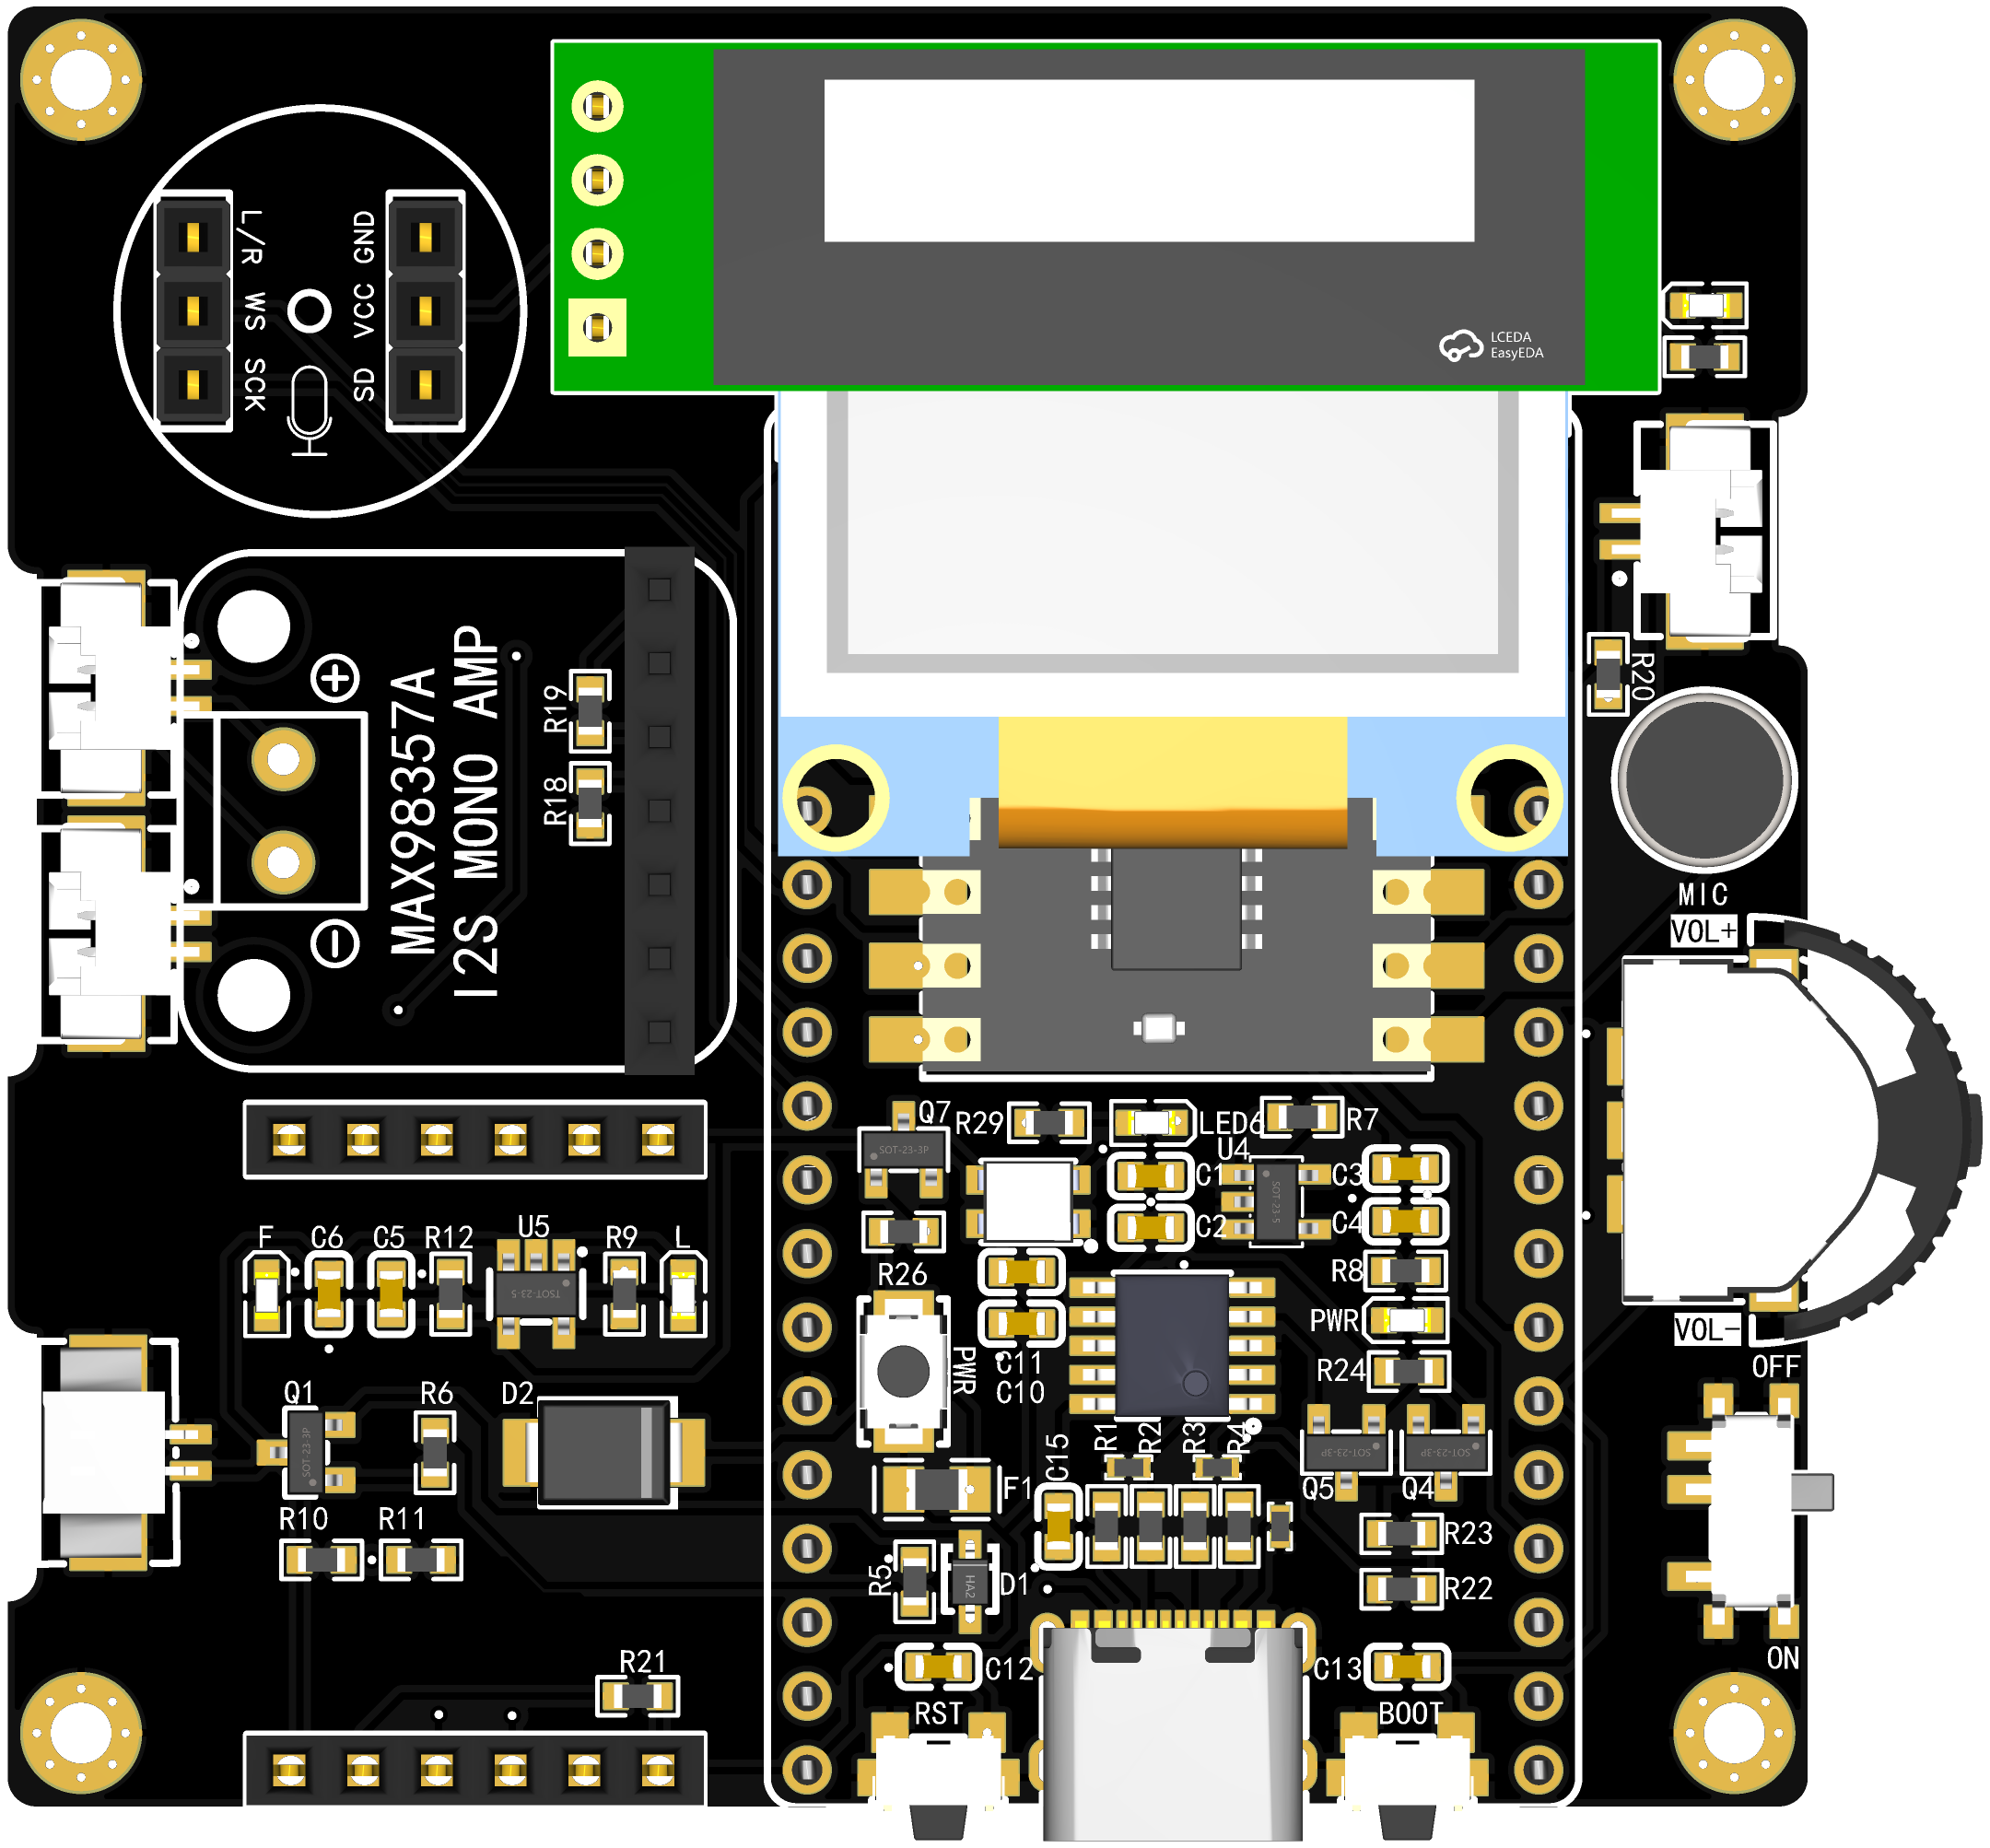 L/R
WS
SCK
GND
VCC
SD
LCEDA
EasyEDA
R20
MIC
VOL+
VOL-
OFF
ON
MAX98357A
I2S MONO AMP
R19
R18
Q7
SOT-23-3P
R29
LED6
R7
U4
SOT-23-5
C1
C2
C3
C4
R8
PWR
R24
F
C6
C5
R12
U5
TSOT-23-5
R9
L
R26
PWR
C11
C10
Q1
SOT-23-3P
R6
D2
R10
R11
F1
C15
R1
R2
R3
R4
SOT-23-3P
SOT-23-3P
Q5
Q4
R23
R22
R5
HA2
D1
C12
C13
R21
RST
BOOT